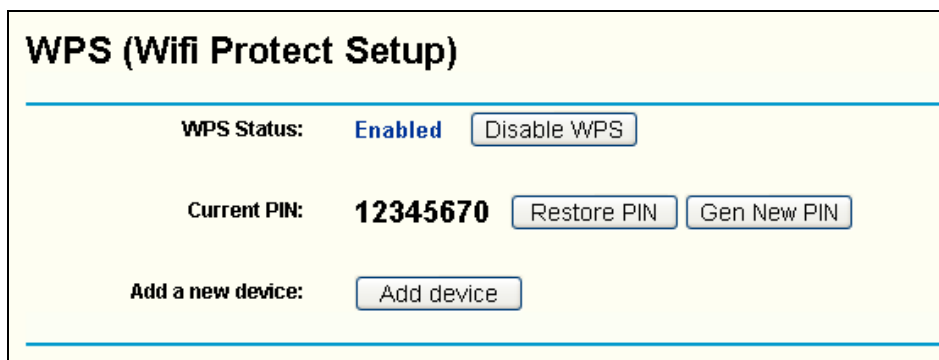 WPS (Wifi Protect Setup)
WPS Status: Enabled Disable WPS
Current PIN: 12345670 Restore PIN Gen New PIN
Add a new device: Add device